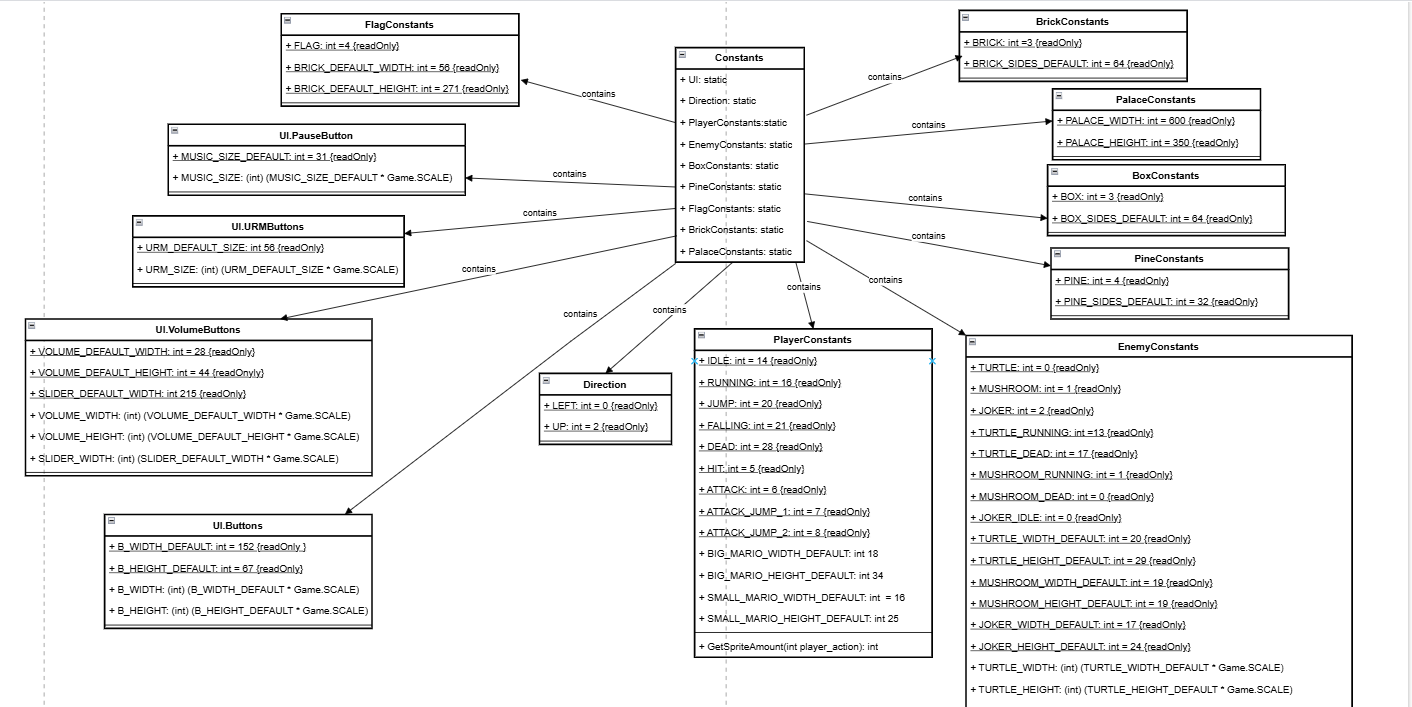 FlagConstants
+ FLAG: int =4 {readOnly}
+ BRICK_DEFAULT_WIDTH: int = 56 {readOnly}
+ BRICK_DEFAULT_HEIGHT: int = 271 {readOnly}
UI.PauseButton
+ MUSIC_SIZE_DEFAULT: int = 31 {readOnly}
+ MUSIC_SIZE: (int) (MUSIC_SIZE_DEFAULT * Game.SCALE)
UI.URMButtons
+ URM_DEFAULT_SIZE: int 56 {readOnly}
+ URM_SIZE: (int) (URM_DEFAULT_SIZE * Game.SCALE)
UI.VolumeButtons
+ VOLUME_DEFAULT_WIDTH: int = 28 {readOnly}
+ VOLUME_DEFAULT_HEIGHT: int = 44 {readOnly}
+ SLIDER_DEFAULT_WIDTH: int 215 {readOnly}
+ VOLUME_WIDTH: (int) (VOLUME_DEFAULT_WIDTH * Game.SCALE)
+ VOLUME_HEIGHT: (int) (VOLUME_DEFAULT_HEIGHT * Game.SCALE)
+ SLIDER_WIDTH: (int) (SLIDER_DEFAULT_WIDTH * Game.SCALE)
UI.Buttons
+ B_WIDTH_DEFAULT: int = 152 {readOnly }
+ B_HEIGHT_DEFAULT: int = 67 {readOnly}
+ B_WIDTH: (int) (B_WIDTH_DEFAULT * Game.SCALE)
+ B_HEIGHT: (int) (B_HEIGHT_DEFAULT * Game.SCALE)
contains
contains
contains
contains
contains
contains
contains
contains
contains
contains
contains
contains
Constants
+ UI: static
+ Direction: static
+ PlayerConstants:static
+ EnemyConstants: static
+ BoxConstants: static
+ PineConstants: static
+ FlagConstants: static
+ BrickConstants: static
+ PalaceConstants: static
Direction
+ LEFT: int = 0 {readOnly}
+ UP: int = 2 {readOnly}
PlayerConstants
+ IDLE: int = 14 {readOnly}
+ RUNNING: int = 16 {readOnly}
+ JUMP: int = 20 {readOnly}
+ FALLING: int = 21 {readOnly}
+ DEAD: int = 28 {readOnly}
+ HIT: int = 5 {readOnly}
+ ATTACK: int = 6 {readOnly}
+ ATTACK_JUMP_1: int = 7 {readOnly}
+ ATTACK_JUMP_2: int = 8 {readOnly}
+ BIG_MARIO_WIDTH_DEFAULT: int 18
+ BIG_MARIO_HEIGHT_DEFAULT: int 34
+ SMALL_MARIO_WIDTH_DEFAULT: int = 16
+ SMALL_MARIO_HEIGHT_DEFAULT: int 25
+ GetSpriteAmount(int player_action): int
BrickConstants
+ BRICK: int =3 {readOnly}
+ BRICK_SIDES_DEFAULT: int = 64 {readOnly}
PalaceConstants
+ PALACE_WIDTH: int = 600 {readOnly}
+ PALACE_HEIGHT: int = 350 {readOnly}
BoxConstants
+ BOX: int = 3 {readOnly}
+ BOX_SIDES_DEFAULT: int = 64 {readOnly}
PineConstants
+ PINE: int = 4 {readOnly}
+ PINE_SIDES_DEFAULT: int = 32 {readOnly}
EnemyConstants
+ TURTLE: int = 0 {readOnly}
+ MUSHROOM: int = 1 {readOnly}
+ JOKER: int = 2 {readOnly}
+ TURTLE_RUNNING: int =13 {readOnly}
+ TURTLE_DEAD: int = 17 {readOnly}
+ MUSHROOM_RUNNING: int = 1 {readOnly}
+ MUSHROOM_DEAD: int = 0 {readOnly}
+ JOKER_IDLE: int = 0 {readOnly}
+ TURTLE_WIDTH_DEFAULT: int = 20 {readOnly}
+ TURTLE_HEIGHT_DEFAULT: int = 29 {readOnly}
+ MUSHROOM_WIDTH_DEFAULT: int = 19 {readOnly}
+ MUSHROOM_HEIGHT_DEFAULT: int = 19 {readOnly}
+ JOKER_WIDTH_DEFAULT: int = 17 {readOnly}
+ JOKER_HEIGHT_DEFAULT: int = 24 {readOnly}
+ TURTLE_WIDTH: (int) (TURTLE_WIDTH_DEFAULT * Game.SCALE)
+ TURTLE_HEIGHT: (int) (TURTLE_HEIGHT_DEFAULT * Game.SCALE)